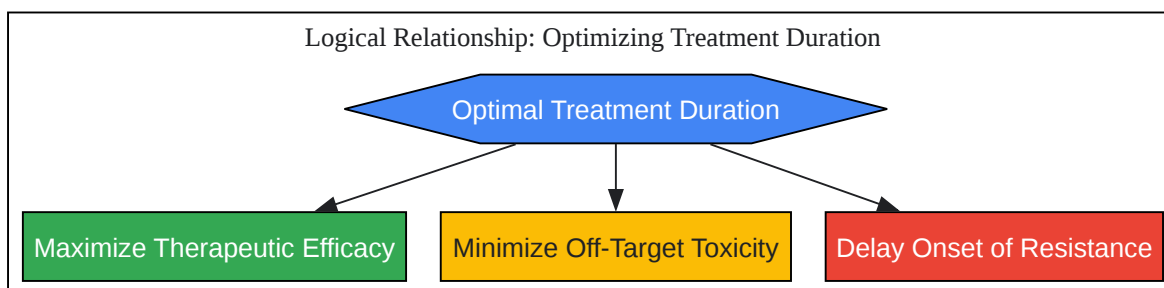 Logical Relationship: Optimizing Treatment Duration
Optimal Treatment Duration
Maximize Therapeutic Efficacy
Minimize Off-Target Toxicity
Delay Onset of Resistance